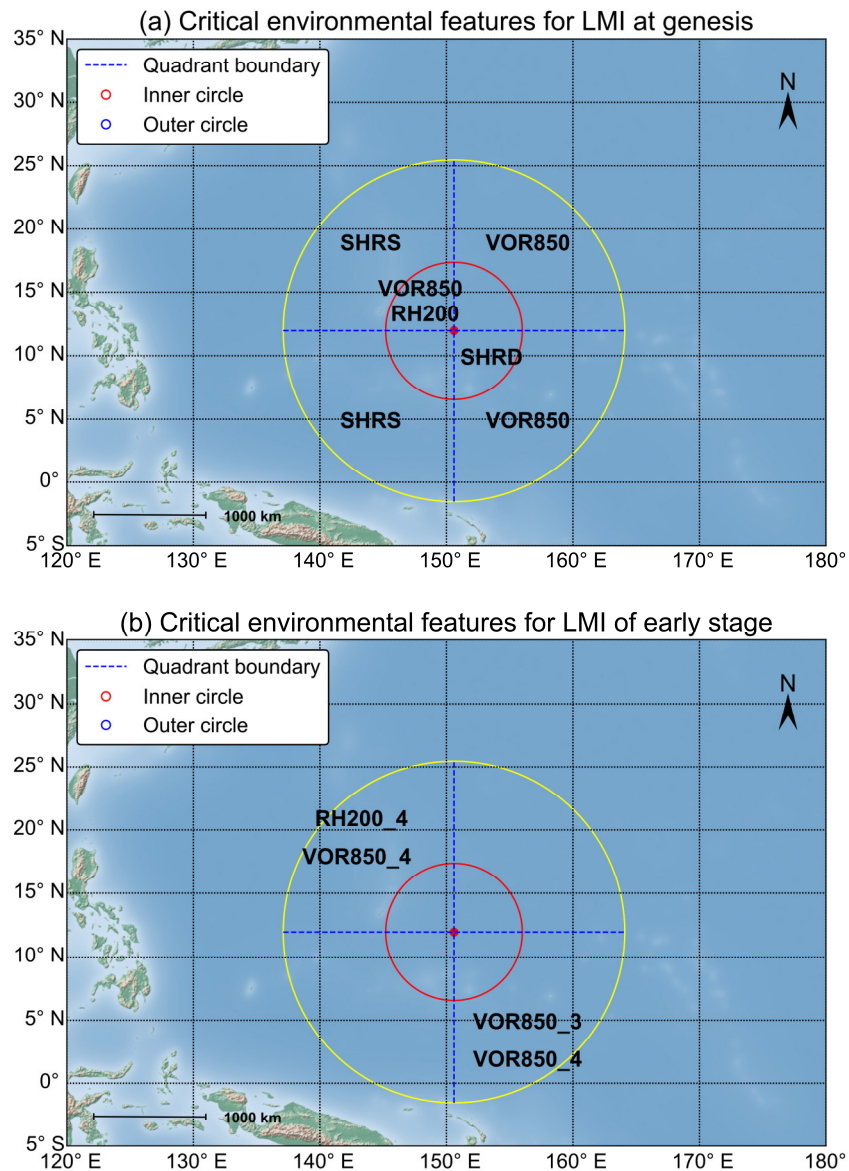 (a) Critical environmental features for LMI at genesis
35° N
30° N
25° N
20° N
15° N
10° N
5° N
0°
5° S
Quadrant boundary
Inner circle
Outer circle
N
SHRS
VOR850
VOR850
RH200
SHRD
SHRS
VOR850
1000 km
120° E
130° E
140° E
150° E
160° E
170° E
180°
(b) Critical environmental features for LMI of early stage
35° N
30° N
25° N
20° N
15° N
10° N
5° N
0°
5° S
Quadrant boundary
Inner circle
Outer circle
N
RH200_4
VOR850_4
VOR850_3
VOR850_4
1000 km
120° E
130° E
140° E
150° E
160° E
170° E
180°